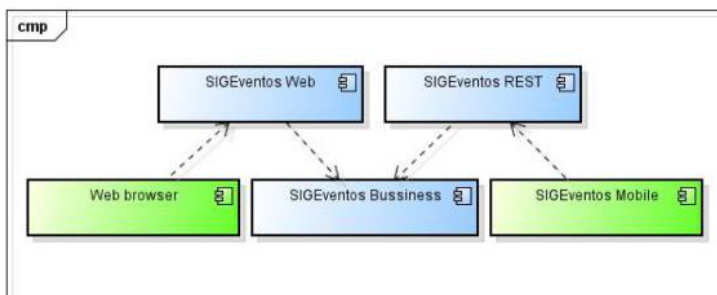 cmp
SIGEventos Web
SIGEventos REST
Web browser
SIGEventos Bussiness
SIGEventos Mobile